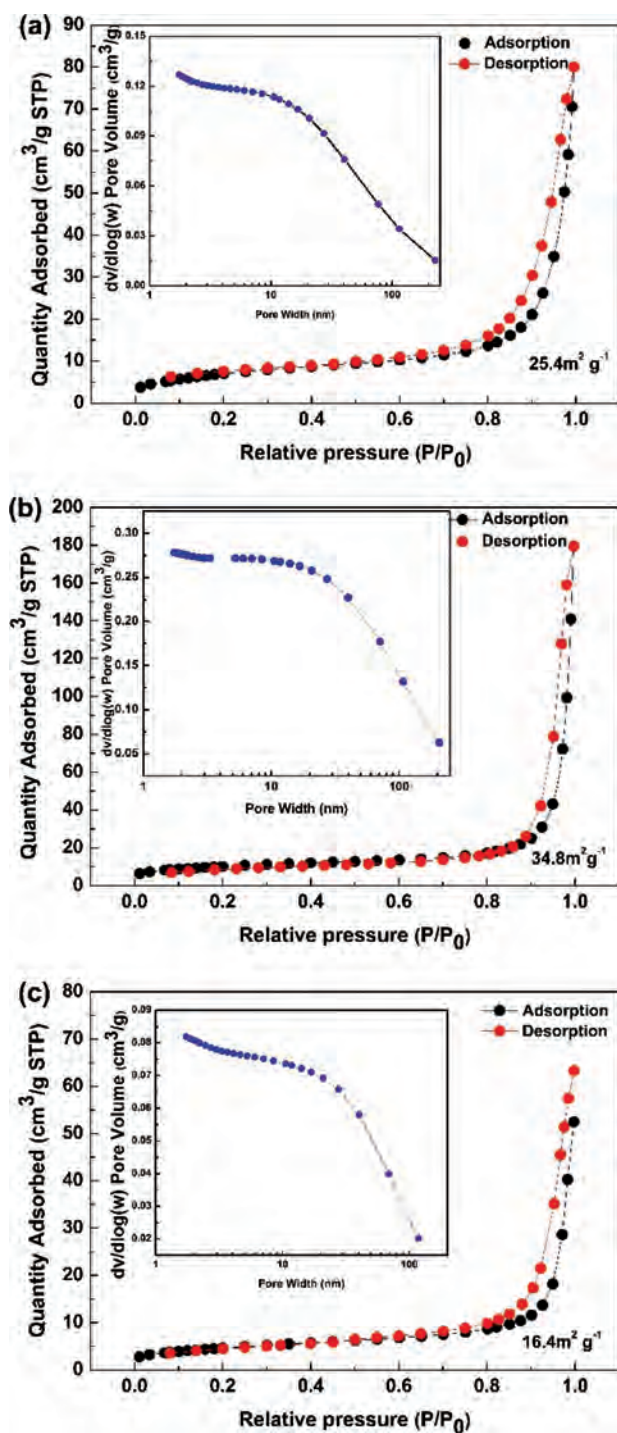 (a)
90
80
70
60
50
40
30
20
10
0
Quantity Adsorbed (cm³/g STP)
0.0 0.2 0.4 0.6 0.8 1.0
Relative pressure (P/P₀)
Adsorption
Desorption
25.4m² g⁻¹
0.15
0.12
0.09
0.06
0.03
0.00
dv/dlog(w) Pore Volume (cm³/g)
1 10 100
Pore Width (nm)
(b)
200
180
160
140
120
100
80
60
40
20
0
Quantity Adsorbed (cm³/g STP)
0.0 0.2 0.4 0.6 0.8 1.0
Relative pressure (P/P₀)
Adsorption
Desorption
34.8m²g⁻¹
0.30
0.25
0.20
0.15
0.10
0.05
dv/dlog(w) Pore Volume (cm³/g)
1 10 100
Pore Width (nm)
(c)
80
70
60
50
40
30
20
10
0
Quantity Adsorbed (cm³/g STP)
0.0 0.2 0.4 0.6 0.8 1.0
Relative pressure (P/P₀)
Adsorption
Desorption
16.4m² g⁻¹
0.09
0.08
0.07
0.06
0.05
0.04
0.03
0.02
dv/dlog(w) Pore Volume (cm³/g)
1 10 100
Pore Width (nm)